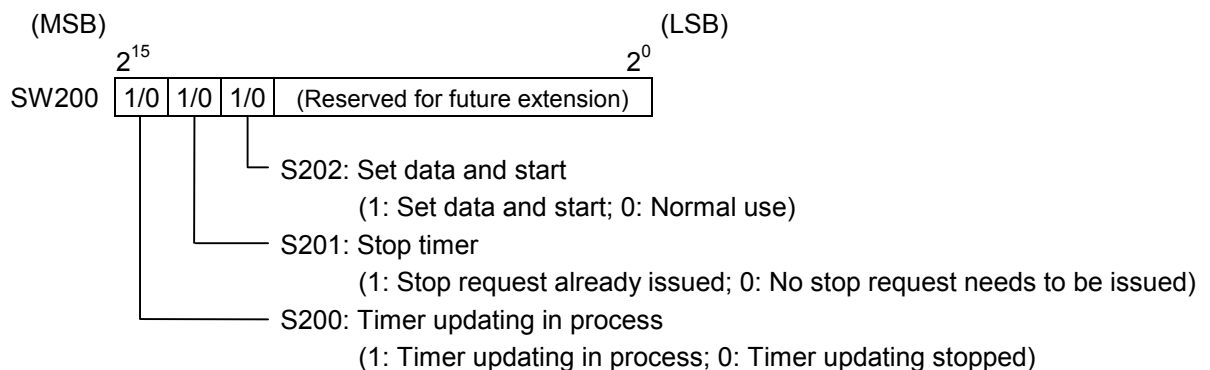 (MSB) (LSB)
2^15 2^0
SW200 1/0 1/0 1/0 (Reserved for future extension)
S202: Set data and start
(1: Set data and start; 0: Normal use)
S201: Stop timer
(1: Stop request already issued; 0: No stop request needs to be issued)
S200: Timer updating in process
(1: Timer updating in process; 0: Timer updating stopped)